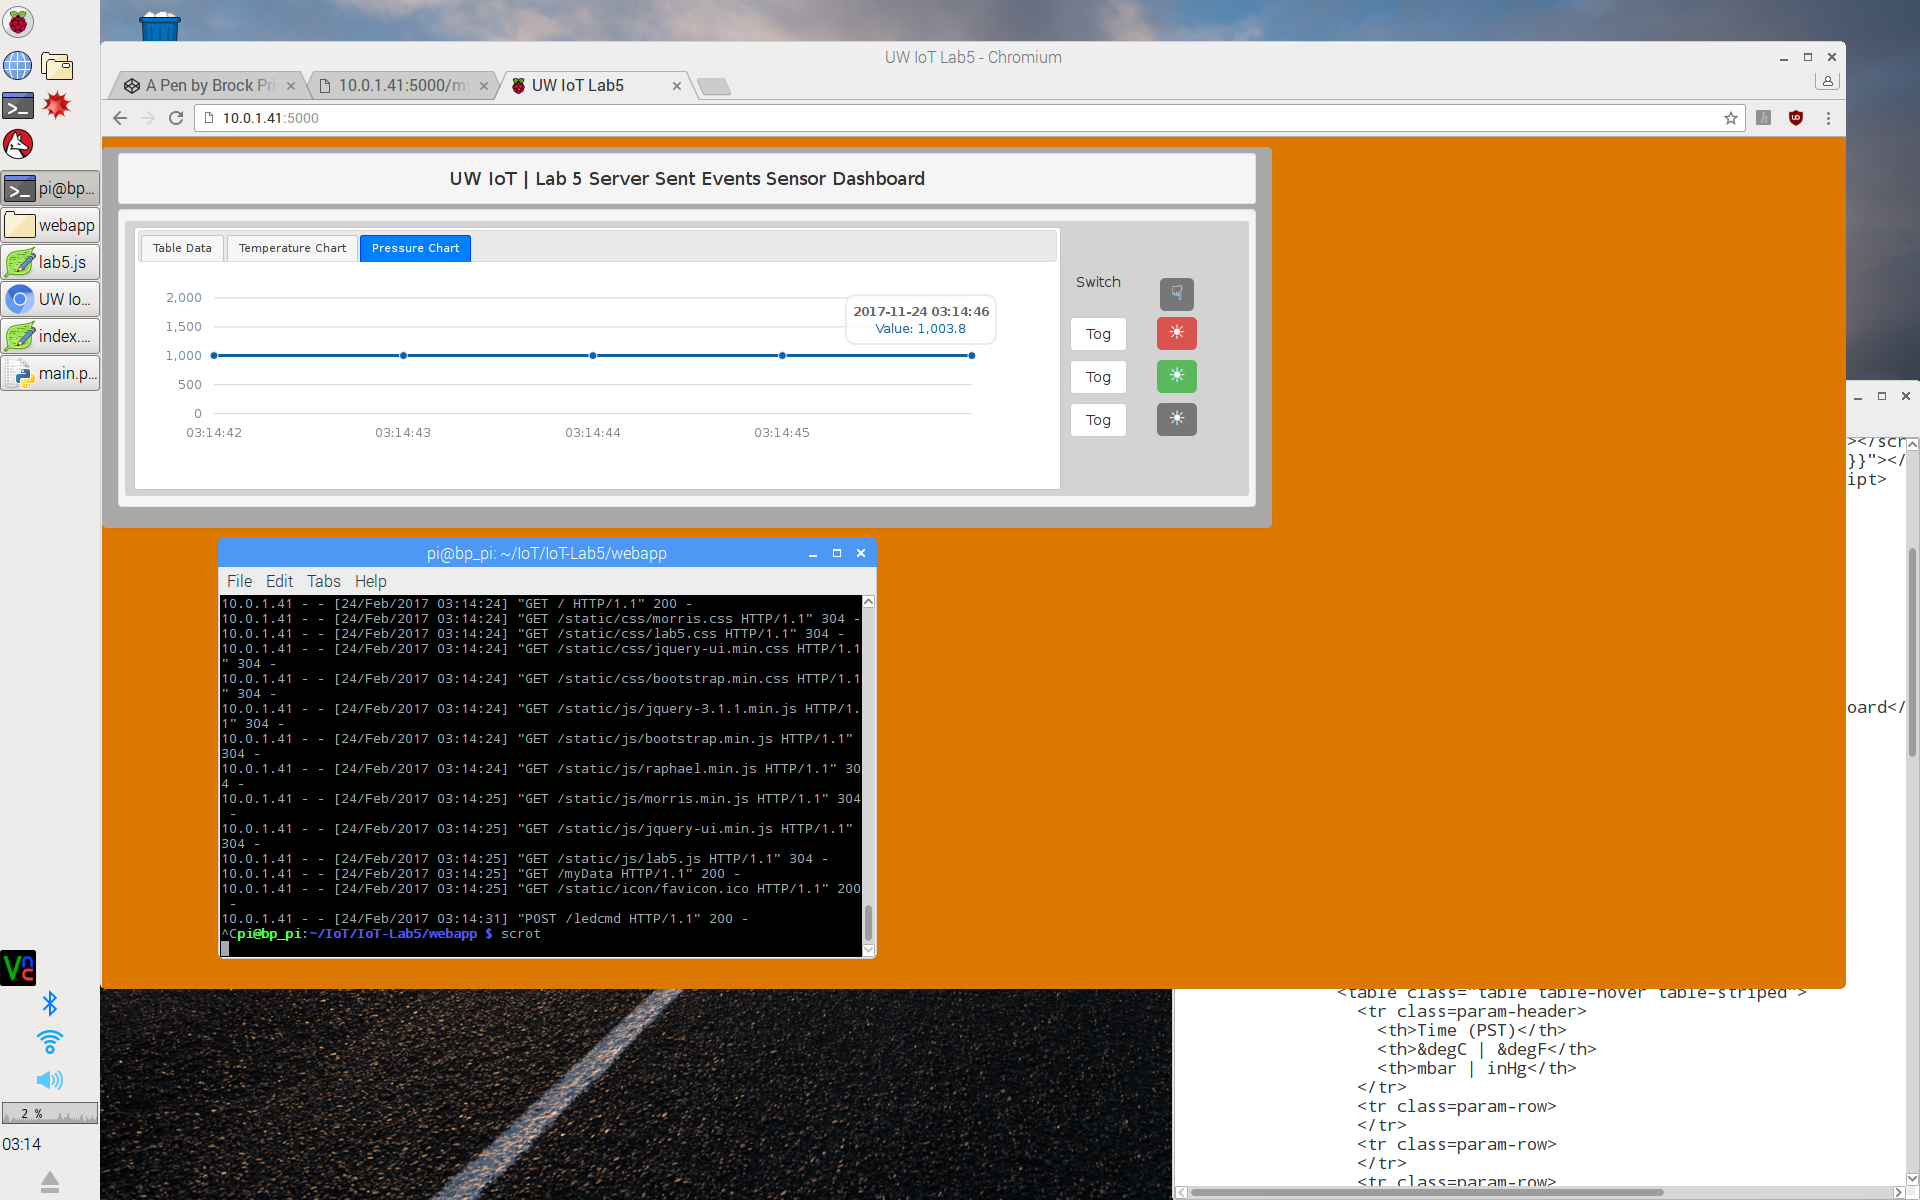 UW IoT Lab5 - Chromium
A Pen by Brock Pri
10.0.1.41:5000/my
UW IoT Lab5
10.0.1.41:5000
pi@bp...
webapp
lab5.js
UW Io...
index....
main.p...
UW IoT | Lab 5 Server Sent Events Sensor Dashboard
Table Data
Temperature Chart
Pressure Chart
2,000
1,500
1,000
500
0
03:14:42
03:14:43
03:14:44
03:14:45
2017-11-24 03:14:46
Value: 1,003.8
Switch
Tog
Tog
Tog
></scr
}}"></
ipt>
oard</
pi@bp_pi: ~/IoT/IoT-Lab5/webapp
File Edit Tabs Help
10.0.1.41 - - [24/Feb/2017 03:14:24] "GET / HTTP/1.1" 200 -
10.0.1.41 - - [24/Feb/2017 03:14:24] "GET /static/css/morris.css HTTP/1.1" 304 -
10.0.1.41 - - [24/Feb/2017 03:14:24] "GET /static/css/lab5.css HTTP/1.1" 304 -
10.0.1.41 - - [24/Feb/2017 03:14:24] "GET /static/css/jquery-ui.min.css HTTP/1.1
" 304 -
10.0.1.41 - - [24/Feb/2017 03:14:24] "GET /static/css/bootstrap.min.css HTTP/1.1
" 304 -
10.0.1.41 - - [24/Feb/2017 03:14:24] "GET /static/js/jquery-3.1.1.min.js HTTP/1.
1" 304 -
10.0.1.41 - - [24/Feb/2017 03:14:24] "GET /static/js/bootstrap.min.js HTTP/1.1"
304 -
10.0.1.41 - - [24/Feb/2017 03:14:24] "GET /static/js/raphael.min.js HTTP/1.1" 30
4 -
10.0.1.41 - - [24/Feb/2017 03:14:25] "GET /static/js/morris.min.js HTTP/1.1" 304
-
10.0.1.41 - - [24/Feb/2017 03:14:25] "GET /static/js/jquery-ui.min.js HTTP/1.1"
304 -
10.0.1.41 - - [24/Feb/2017 03:14:25] "GET /static/js/lab5.js HTTP/1.1" 304 -
10.0.1.41 - - [24/Feb/2017 03:14:25] "GET /myData HTTP/1.1" 200 -
10.0.1.41 - - [24/Feb/2017 03:14:25] "GET /static/icon/favicon.ico HTTP/1.1" 200
-
10.0.1.41 - - [24/Feb/2017 03:14:31] "POST /ledcmd HTTP/1.1" 200 -
^Cpi@bp_pi:~/IoT/IoT-Lab5/webapp $ scrot
<table class="table table-hover table-striped">
<tr class=param-header>
<th>Time (PST)</th>
<th>&degC | &degF</th>
<th>mbar | inHg</th>
</tr>
<tr class=param-row>
</tr>
<tr class=param-row>
</tr>
<tr class=param-row>
2 %
03:14